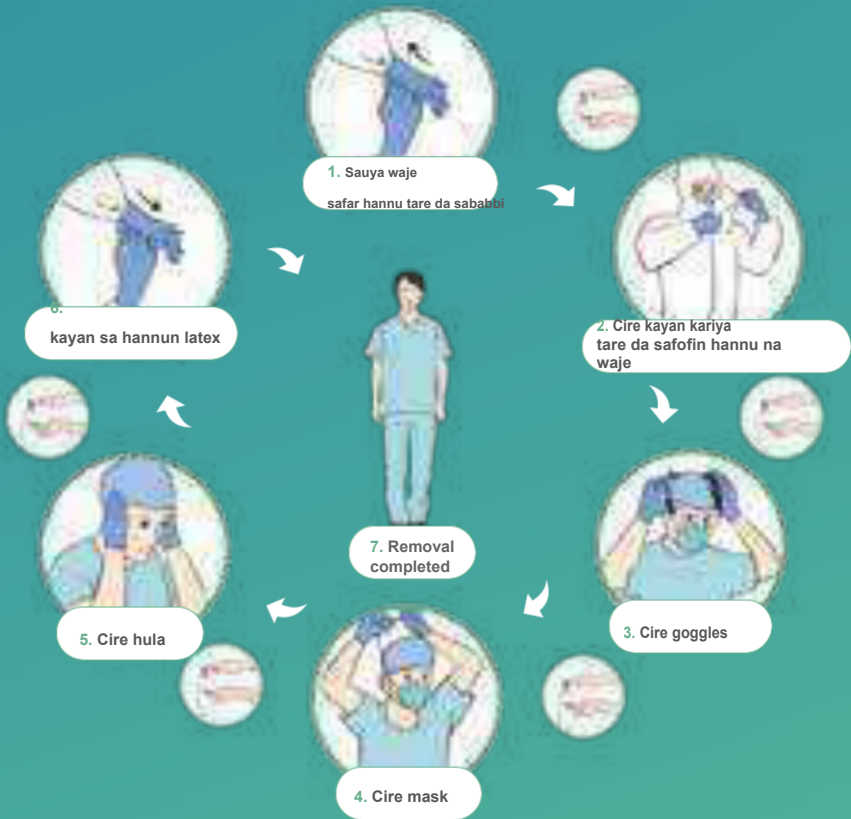 1. Sauya waje
safar hannu tare da sababbi
2. Cire kayan kariya
tare da safofin hannu na
waje
3. Cire goggles
4. Cire mask
5. Cire hula
6.
kayan sa hannun latex
7. Removal
completed